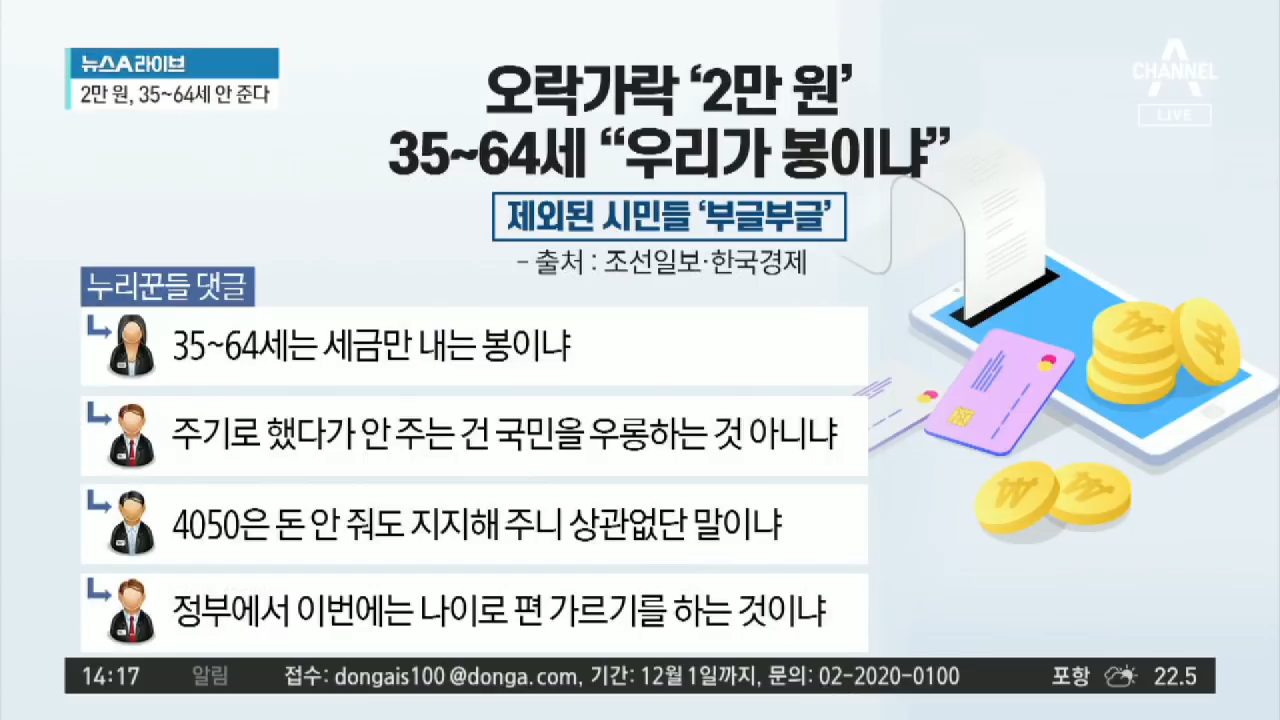 뉴스A 라이브
2만 원, 35~64세 안 준다
CHANNEL A
LIVE
오락가락 ‘2만 원’
35~64세 “우리가 봉이냐”
제외된 시민들 ‘부글부글’
- 출처 : 조선일보·한국경제
누리꾼들 댓글
35~64세는 세금만 내는 봉이냐
주기로 했다가 안 주는 건 국민을 우롱하는 것 아니냐
4050은 돈 안 줘도 지지해 주니 상관없단 말이냐
정부에서 이번에는 나이로 편 가르기를 하는 것이냐
14:17 알림 접수: dongais100@donga.com, 기간: 12월 1일까지, 문의: 02-2020-0100 포항 22.5